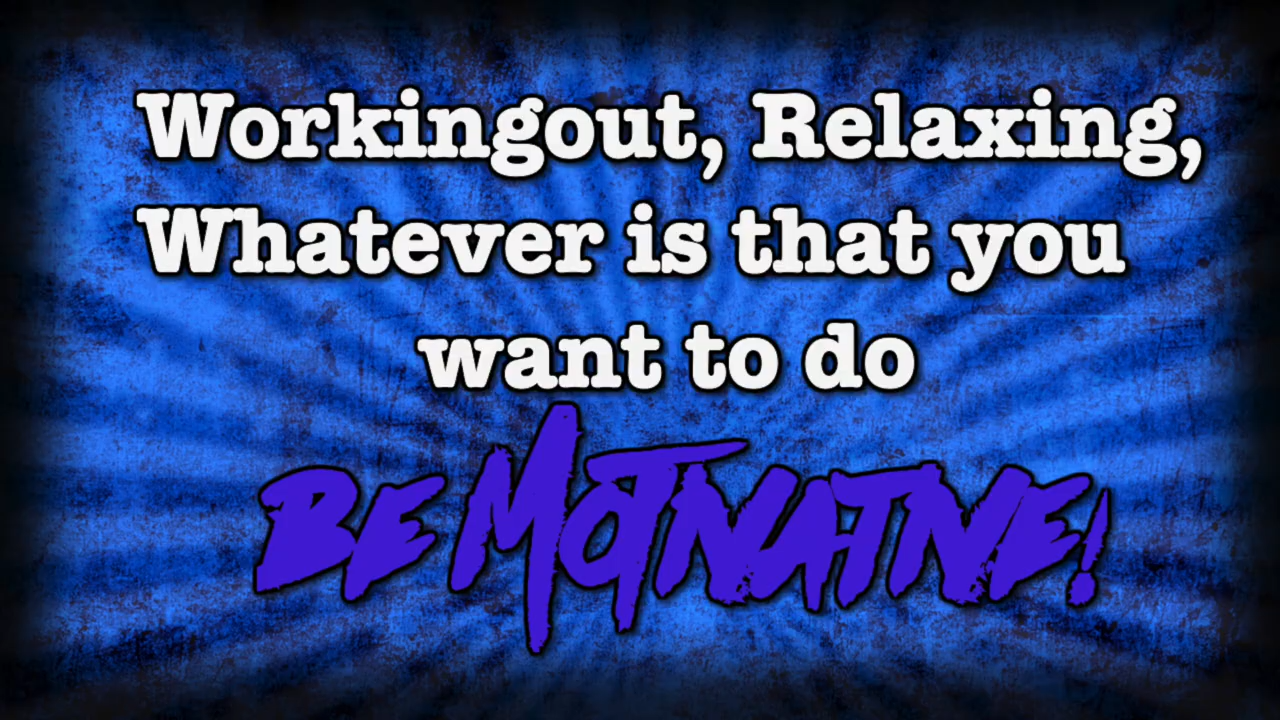 Workingout, Relaxing,
Whatever is that you
want to do
BE MOTIVATIVE!